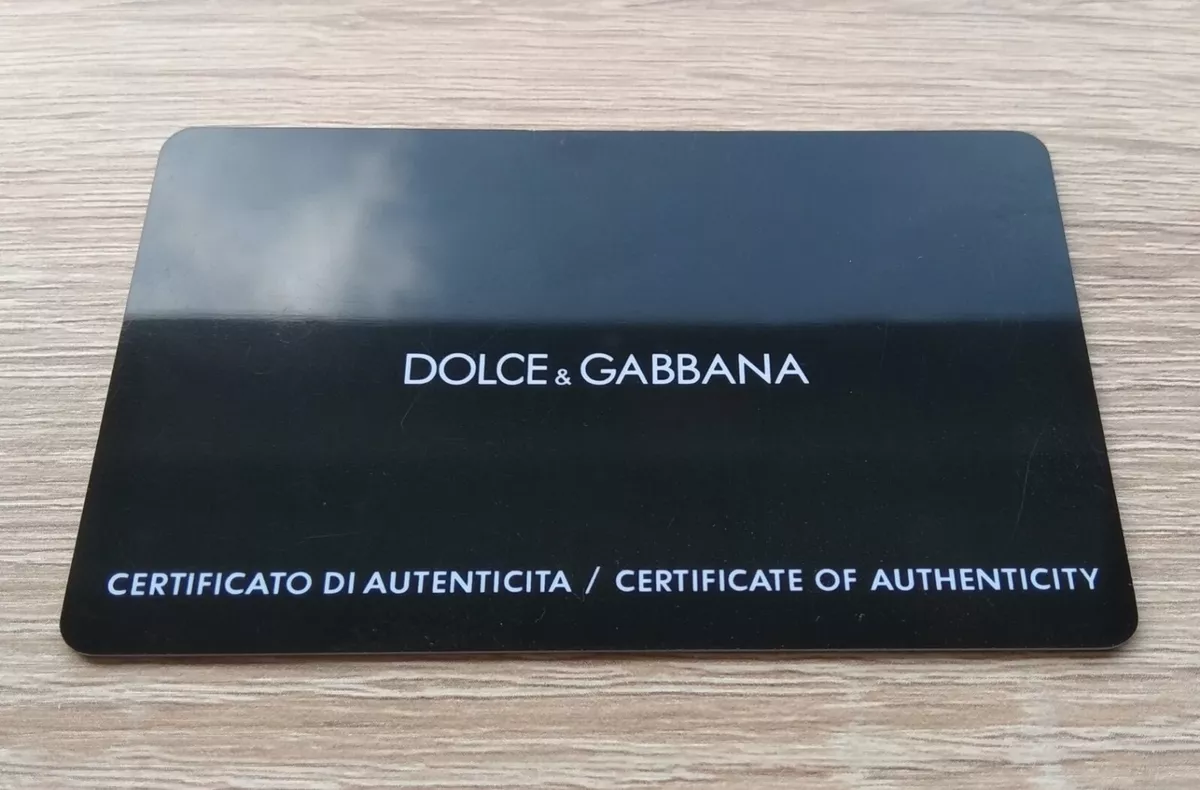 DOLCE & GABBANA
CERTIFICATO DI AUTENTICITA / CERTIFICATE OF AUTHENTICITY